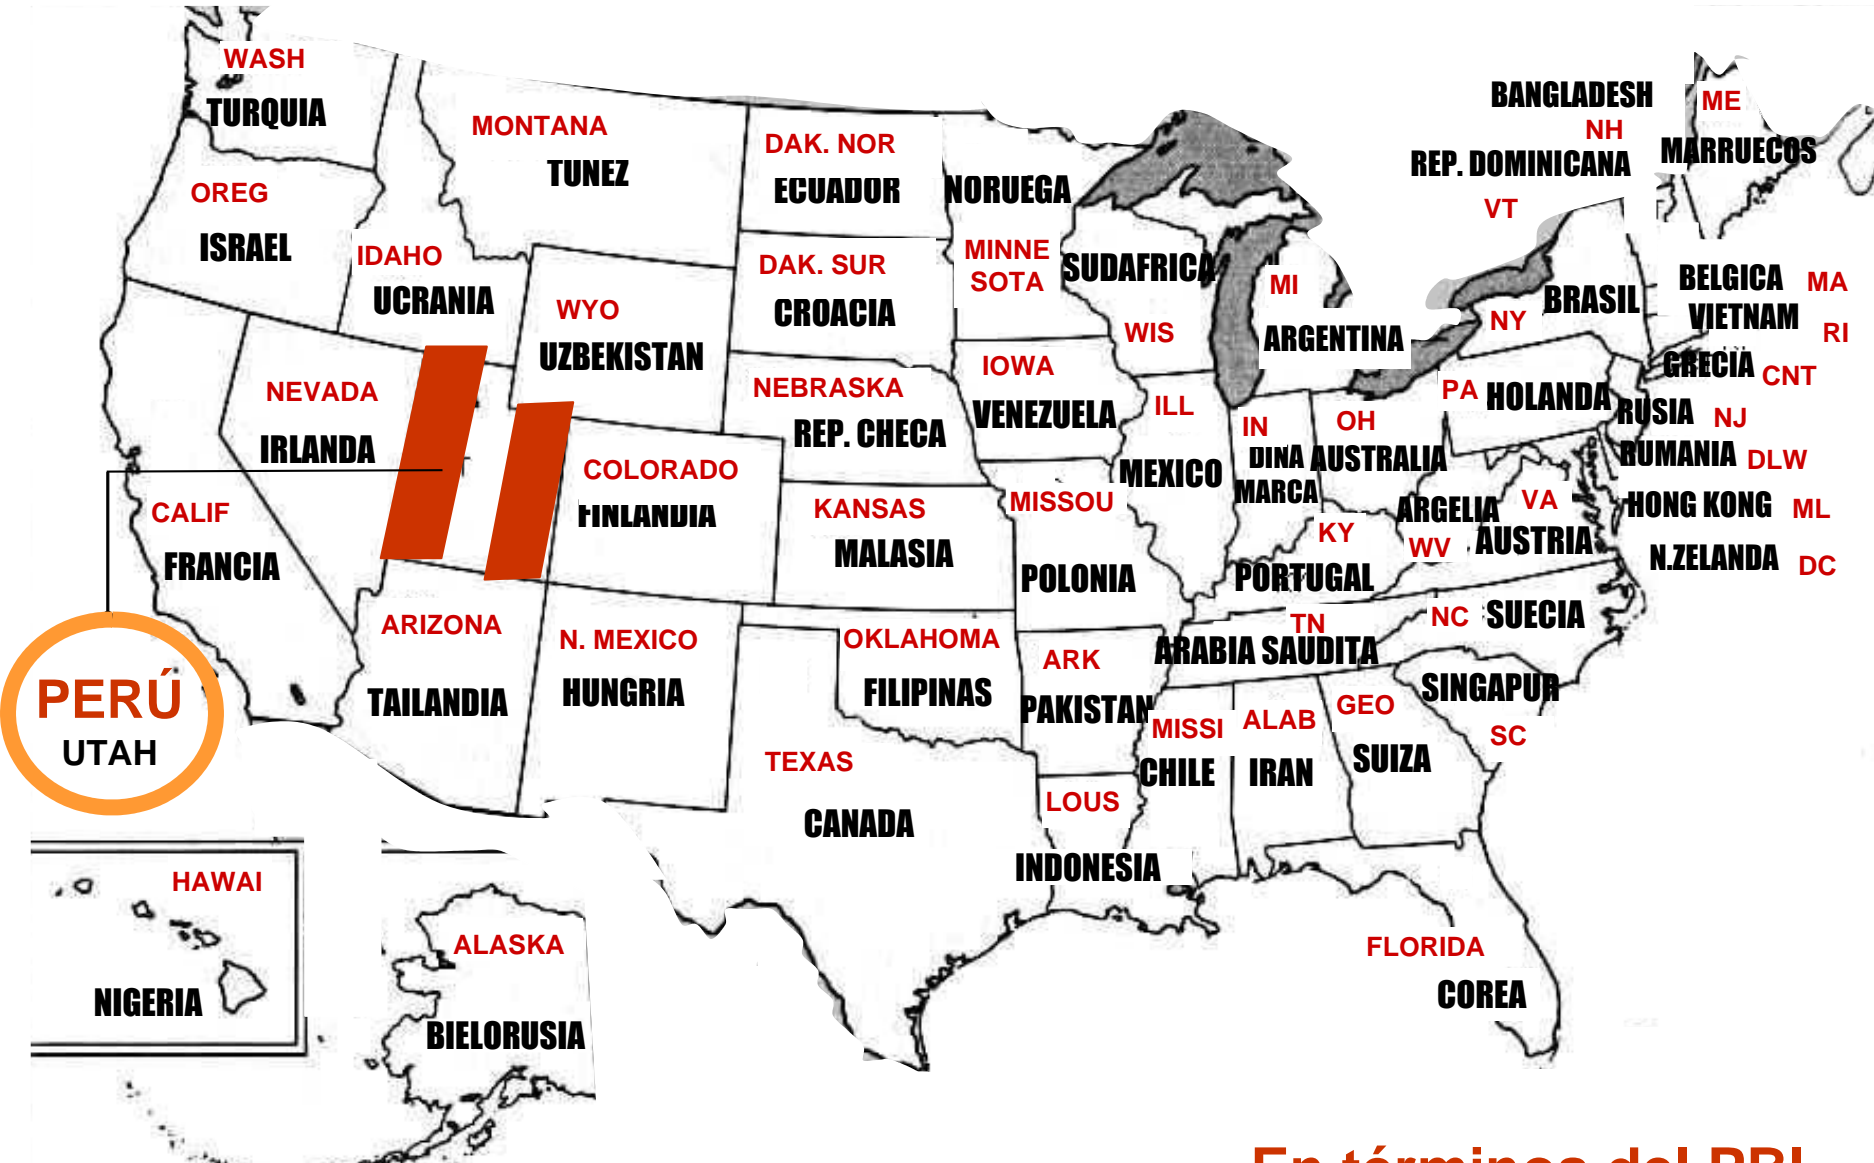 WASH
TURQUIA
MONTANA
TUNEZ
DAK. NOR
ECUADOR
NORUEGA
MINNE
SOTA
BANGLADESH
NH
REP. DOMINICANA
VT
ME
MARRUECOS
OREG
ISRAEL
IDAHO
UCRANIA
WYO
UZBEKISTAN
DAK. SUR
CROACIA
SUDAFRICA
WIS
MI
ARGENTINA
NY
BRASIL
BELGICA MA
VIETNAM RI
GRECIA CNT
NEVADA
IRLANDA
NEBRASKA
REP. CHECA
IOWA
VENEZUELA
ILL
MEXICO
IN
DINA
MARCA
OH
AUSTRALIA
PA HOLANDA
RUSIA NJ
RUMANIA DLW
HONG KONG ML
N.ZELANDA DC
CALIF
FRANCIA
COLORADO
FINLANDIA
KANSAS
MALASIA
MISSOU
POLONIA
KY
PORTUGAL
ARGELIA
WV
VA
AUSTRIA
PERÚ
UTAH
ARIZONA
TAILANDIA
N. MEXICO
HUNGRIA
OKLAHOMA
FILIPINAS
ARK
PAKISTAN
TN
ARABIA SAUDITA
NC SUECIA
SINGAPUR
SC
TEXAS
CANADA
LOUS
INDONESIA
MISSI
CHILE
ALAB
IRAN
GEO
SUIZA
HAWAI
NIGERIA
ALASKA
BIELORUSIA
FLORIDA
COREA
En términos del PBI